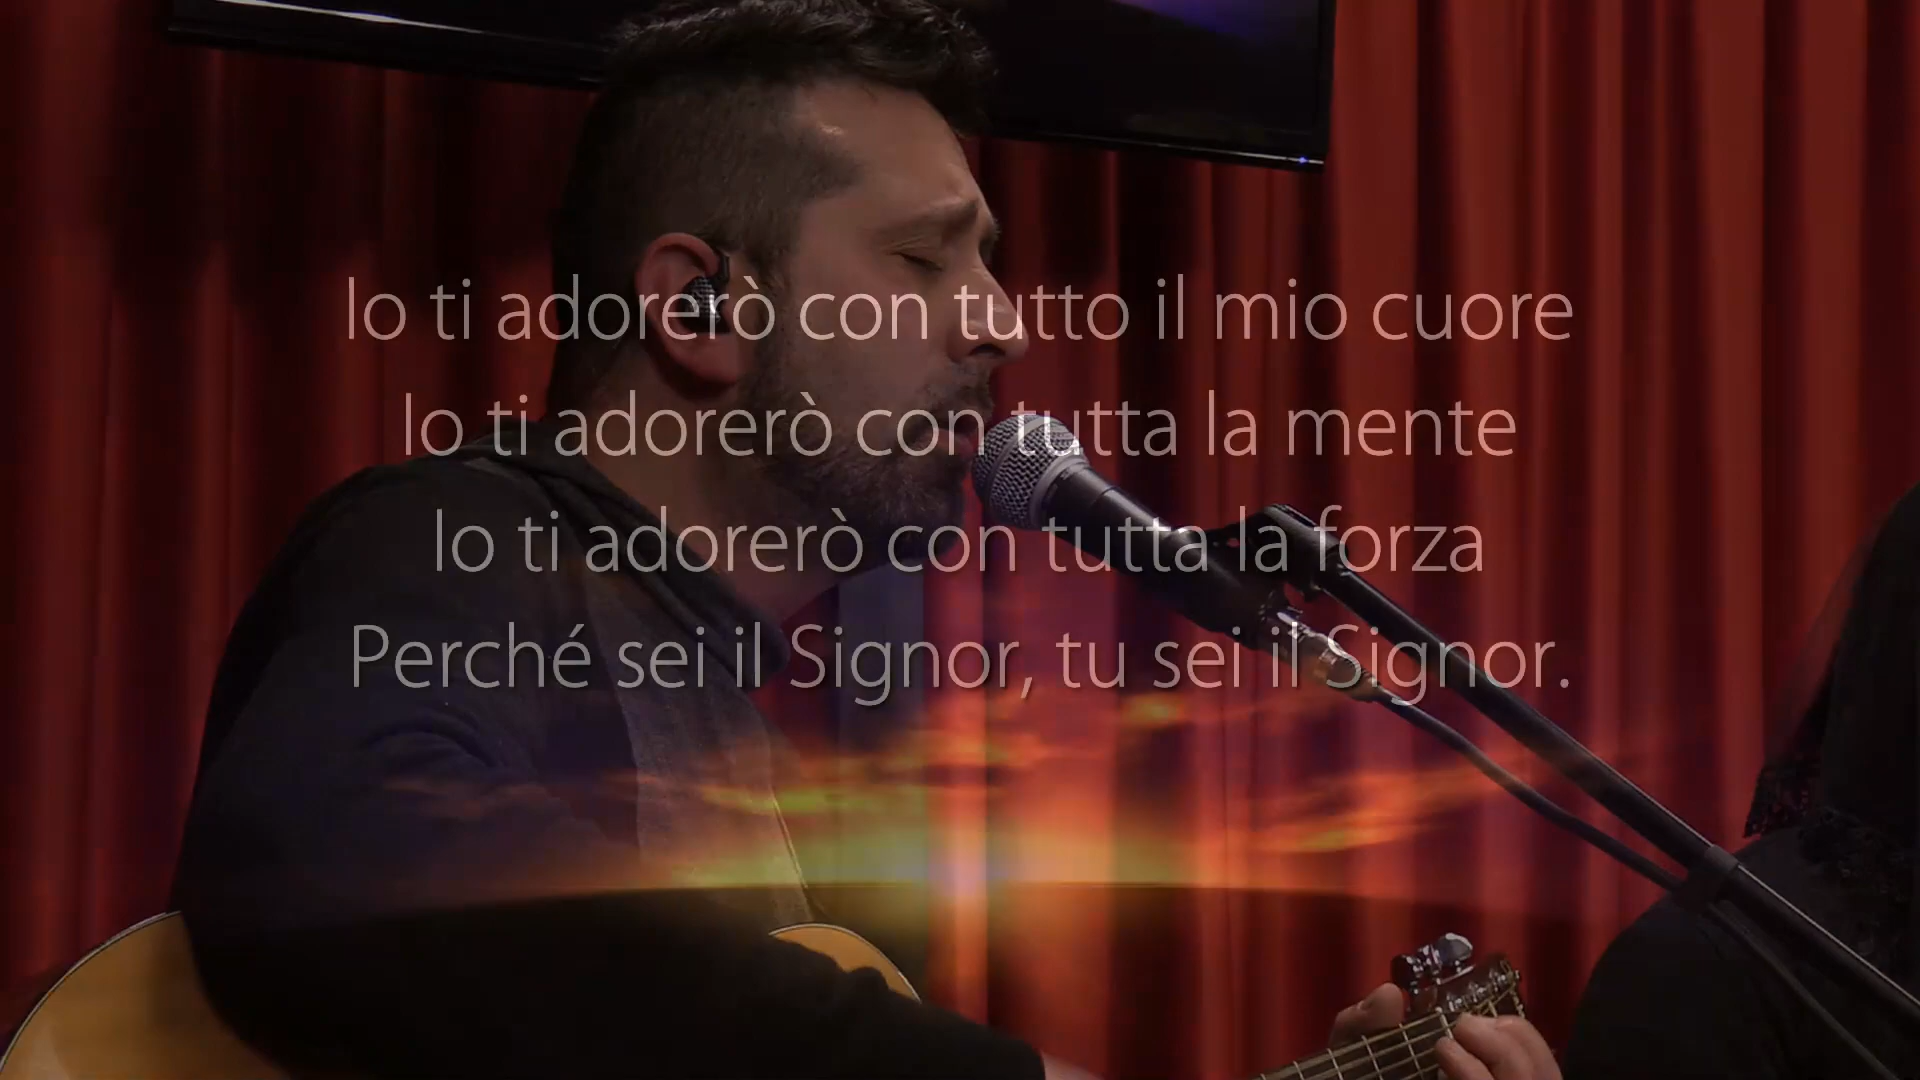 Io ti adorerò con tutto il mio cuore
Io ti adorerò con tutta la mente
Io ti adorerò con tutta la forza
Perché sei il Signor, tu sei il Signor.